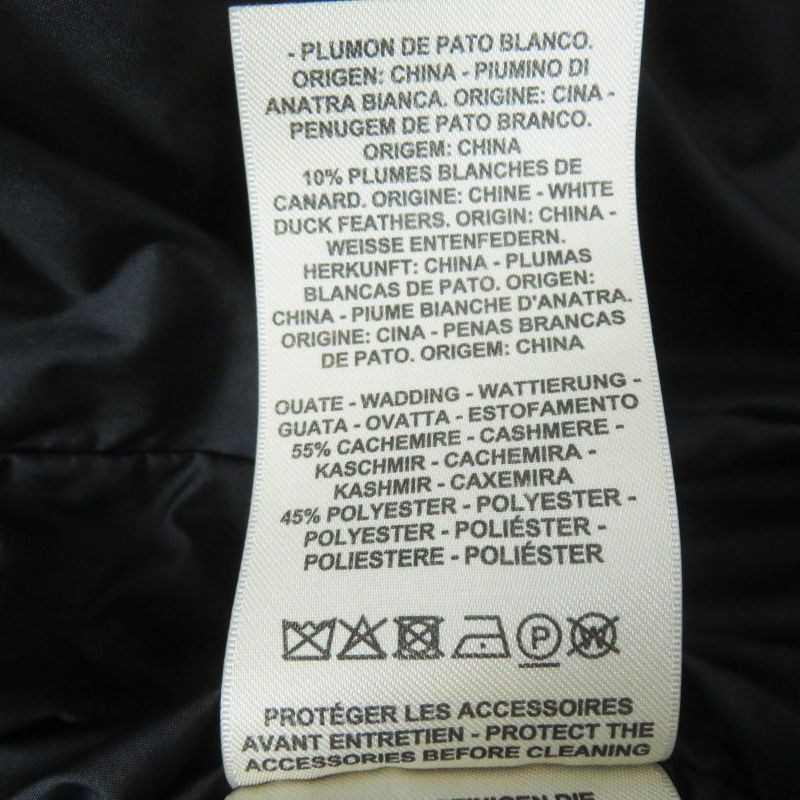 - PLUMON DE PATO BLANCO.
ORIGEN: CHINA - PIUMINO DI
ANATRA BIANCA. ORIGINE: CINA -
PENUGEM DE PATO BRANCO.
ORIGEM: CHINA
10% PLUMES BLANCHES DE
CANARD. ORIGINE: CHINE - WHITE
DUCK FEATHERS. ORIGIN: CHINA -
WEISSE ENTENFEDERN.
HERKUNFT: CHINA - PLUMAS
BLANCAS DE PATO. ORIGEN:
CHINA - PIUME BIANCHE D'ANATRA.
ORIGINE: CINA - PENAS BRANCAS
DE PATO. ORIGEM: CHINA
OUATE - WADDING - WATTIERUNG -
GUATA - OVATTA - ESTOFAMENTO
55% CACHEMIRE - CASHMERE -
KASCHMIR - CACHEMIRA -
KASHMIR - CAXEMIRA
45% POLYESTER - POLYESTER -
POLYESTER - POLIÉSTER -
POLIESTERE - POLIÉSTER
P W
PROTÉGER LES ACCESSOIRES
AVANT ENTRETIEN - PROTECT THE
ACCESSORIES BEFORE CLEANING
DIE